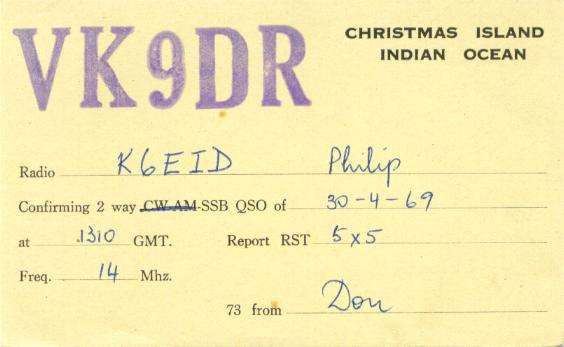 VK9DR
CHRISTMAS ISLAND
INDIAN OCEAN
Radio K6EID Philip
Confirming 2 way CW-AM-SSB QSO of 30-4-69
at 1310 GMT. Report RST 5x5
Freq. 14 Mhz.
73 from Don